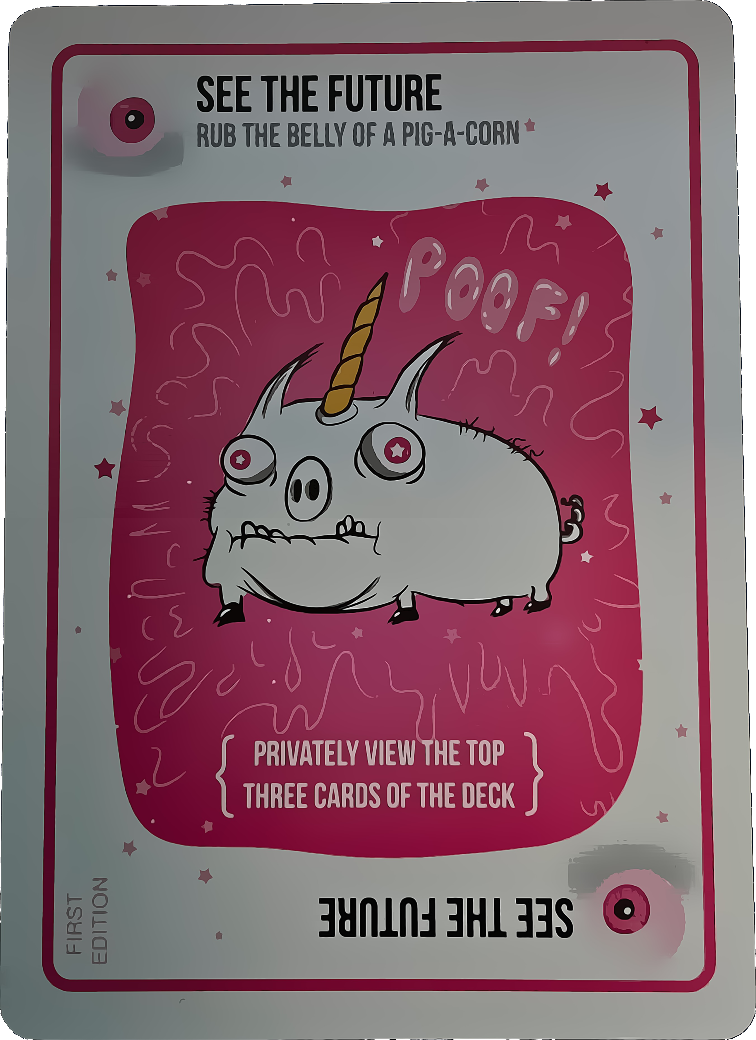 SEE THE FUTURE
RUB THE BELLY OF A PIG-A-CORN
POOF!
PRIVATELY VIEW THE TOP
THREE CARDS OF THE DECK
FIRST
EDITION
SEE THE FUTURE